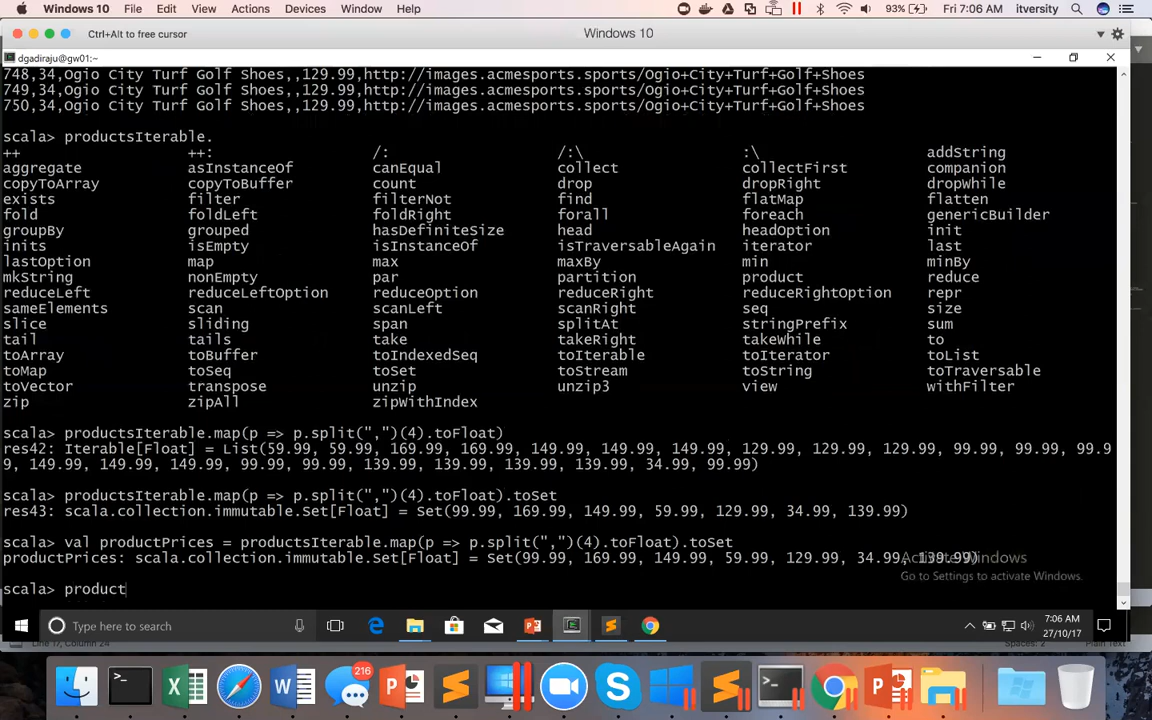 Windows 10 File Edit View Actions Devices Window Help 93% Fri 7:06 AM itversity
Ctrl+Alt to free cursor Windows 10
dgadiraju@gw01:~
748,34,Ogio City Turf Golf Shoes,,129.99,http://images.acmesports.sports/Ogio+City+Turf+Golf+Shoes
749,34,Ogio City Turf Golf Shoes,,129.99,http://images.acmesports.sports/Ogio+City+Turf+Golf+Shoes
750,34,Ogio City Turf Golf Shoes,,129.99,http://images.acmesports.sports/Ogio+City+Turf+Golf+Shoes
scala> productsIterable.
++ ++: /: /:\ :\ addString
aggregate asInstanceOf canEqual collect collectFirst companion
copyToArray copyToBuffer count drop dropRight dropWhile
exists filter filterNot find flatMap flatten
fold foldLeft foldRight forall foreach genericBuilder
groupBy grouped hasDefiniteSize head headOption init
inits isEmpty isInstanceOf isTraversableAgain iterator last
lastOption map max maxBy min minBy
mkString nonEmpty par partition product reduce
reduceLeft reduceLeftOption reduceOption reduceRight reduceRightOption repr
sameElements scan scanLeft scanRight seq size
slice sliding span splitAt stringPrefix sum
tail tails take takeRight takeWhile to
toArray toBuffer toIndexedSeq toIterable toIterator toList
toMap toSeq toSet toStream toString toTraversable
toVector transpose unzip unzip3 view withFilter
zip zipAll zipWithIndex
scala> productsIterable.map(p => p.split(",")(4).toFloat)
res42: Iterable[Float] = List(59.99, 59.99, 169.99, 169.99, 149.99, 149.99, 149.99, 129.99, 129.99, 129.99, 99.99, 99.99, 99.9
9, 149.99, 149.99, 149.99, 99.99, 99.99, 139.99, 139.99, 139.99, 139.99, 34.99, 99.99)
scala> productsIterable.map(p => p.split(",")(4).toFloat).toSet
res43: scala.collection.immutable.Set[Float] = Set(99.99, 169.99, 149.99, 59.99, 129.99, 34.99, 139.99)
scala> val productPrices = productsIterable.map(p => p.split(",")(4).toFloat).toSet
productPrices: scala.collection.immutable.Set[Float] = Set(99.99, 169.99, 149.99, 59.99, 129.99, 34.99, 139.99)
Activate Windows
Go to Settings to activate Windows.
scala> product
Type here to search 7:06 AM
27/10/17
Line 17, Column 24 Spaces: 2 Plain Text
216